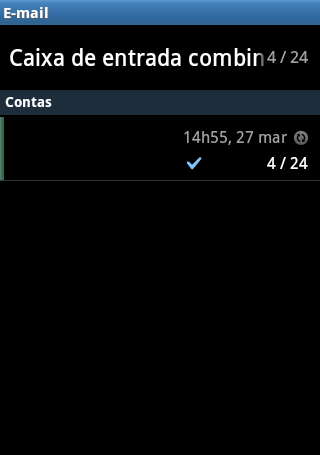 E-mail
Caixa de entrada combin 4 / 24
Contas
14h55, 27 mar
4 / 24